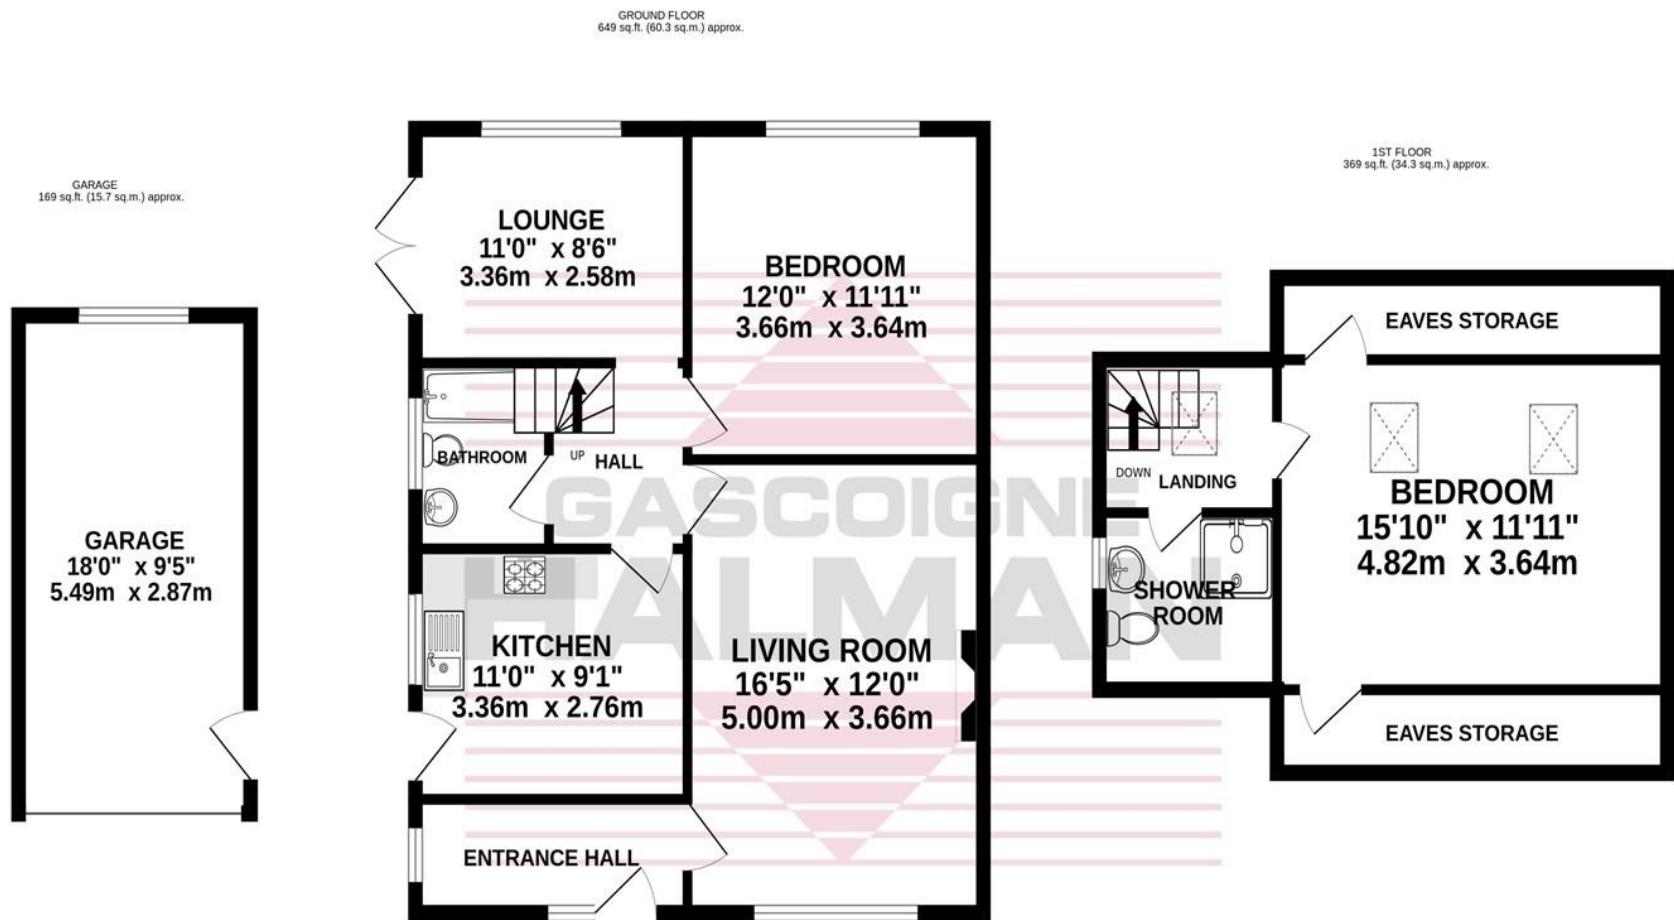 GROUND FLOOR
649 sq.ft. (60.3 sq.m.) approx.
GARAGE
169 sq.ft. (15.7 sq.m.) approx.
1ST FLOOR
369 sq.ft. (34.3 sq.m.) approx.
GARAGE
18'0" x 9'5"
5.49m x 2.87m
LOUNGE
11'0" x 8'6"
3.36m x 2.58m
BEDROOM
12'0" x 11'11"
3.66m x 3.64m
BATHROOM
UP
HALL
KITCHEN
11'0" x 9'1"
3.36m x 2.76m
LIVING ROOM
16'5" x 12'0"
5.00m x 3.66m
ENTRANCE HALL
EAVES STORAGE
DOWN
LANDING
BEDROOM
15'10" x 11'11"
4.82m x 3.64m
SHOWER
ROOM
EAVES STORAGE
GASCOIGNE
HALMAN